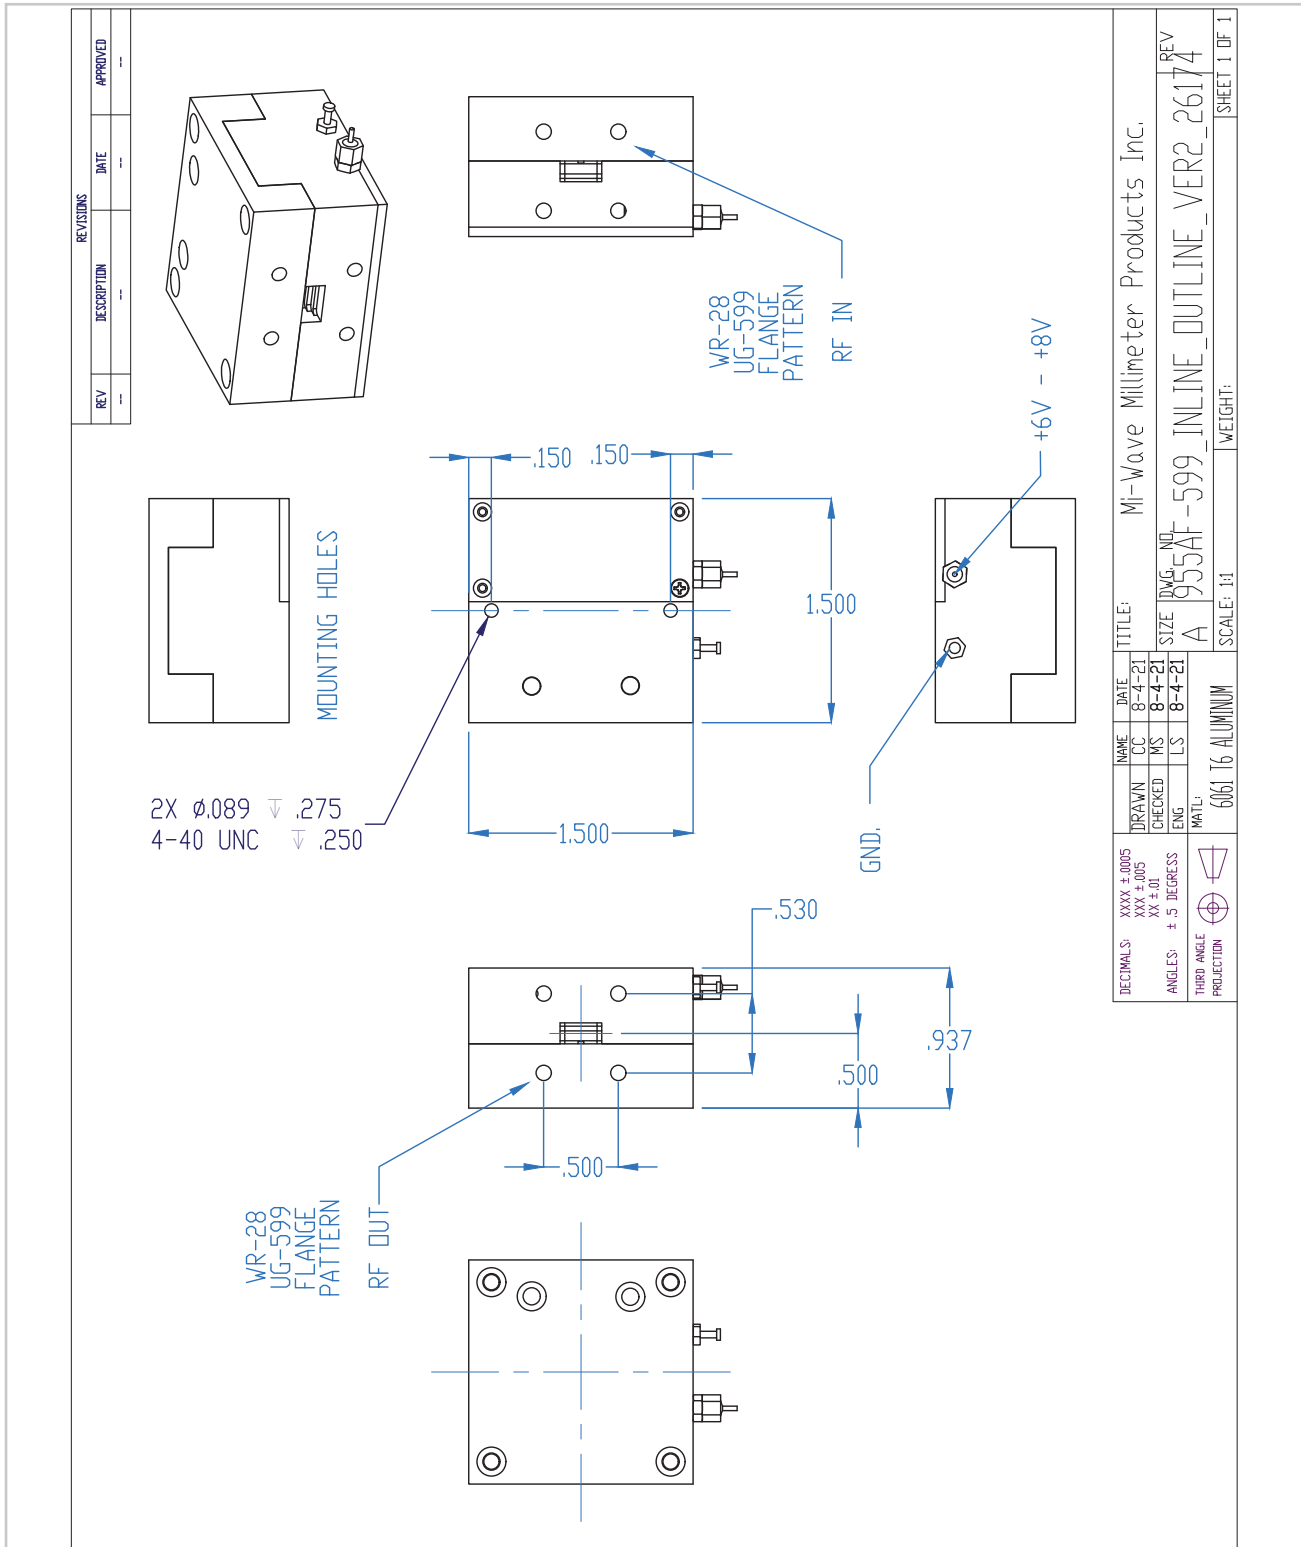 REVISIONS
REV
DESCRIPTION
DATE
APPROVED
--
--
--
--
WR-28
UG-599
FLANGE
PATTERN
RF IN
.150
.150
MOUNTING HOLES
+6V - +8V
1.500
2X Ø.089 ↧ .275
4-40 UNC ↧ .250
1.500
GND.
.530
.937
.500
.500
WR-28
UG-599
FLANGE
PATTERN
RF OUT
DECIMALS: XXXX ±.0005
XXX ±.005
XX ±.01
ANGLES: ± .5 DEGRESS
THIRD ANGLE
PROJECTION
NAME
DATE
DRAWN
CC
8-4-21
CHECKED
MS
8-4-21
ENG
LS
8-4-21
MATL:
6061 T6 ALUMINUM
TITLE:
Mi-Wave Millimeter Products Inc.
SIZE
A
DWG. NO.
955AF-599_INLINE_OUTLINE_VER2_26174
REV
SCALE: 1:1
WEIGHT:
SHEET 1 OF 1